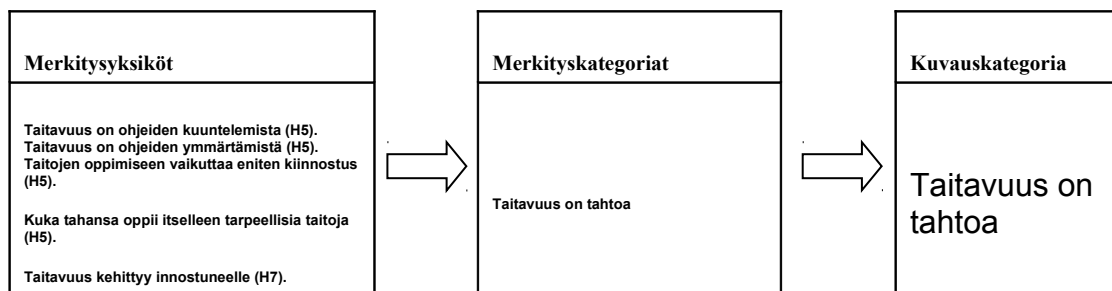 Merkitysyksiköt
Taitavuus on ohjeiden kuuntelemista (H5).
Taitavuus on ohjeiden ymmärtämistä (H5).
Taitojen oppimiseen vaikuttaa eniten kiinnostus
(H5).
Kuka tahansa oppii itselleen tarpeellisia taitoja
(H5).
Taitavuus kehittyy innostuneelle (H7).
Merkityskategoriat
Taitavuus on tahtoa
Kuvauskategoria
Taitavuus on
tahtoa